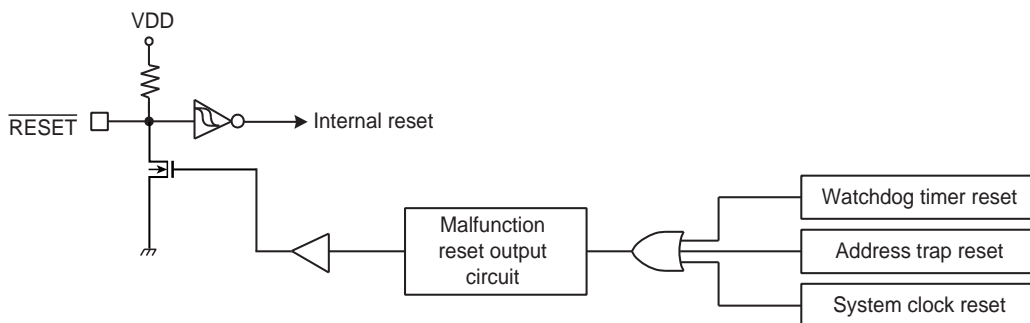 VDD
RESET
Internal reset
Malfunction
reset output
circuit
Watchdog timer reset
Address trap reset
System clock reset